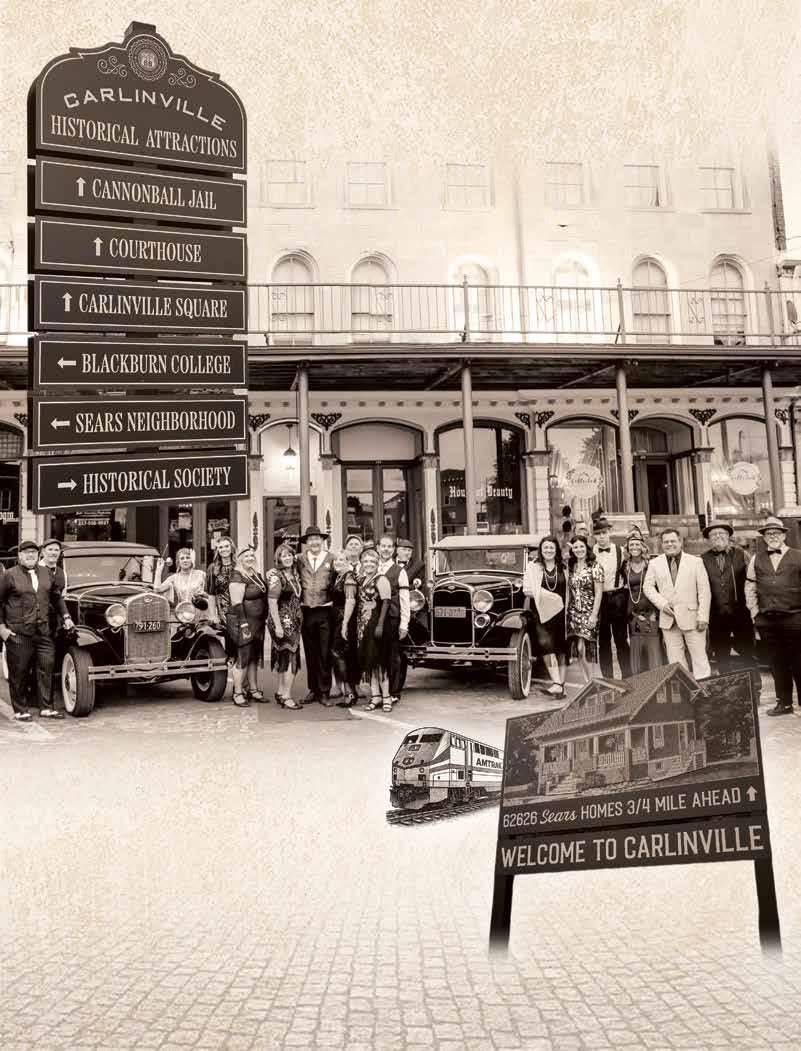 66
CARLINVILLE
HISTORICAL ATTRACTIONS
↑ CANNONBALL JAIL
↑ COURTHOUSE
↑ CARLINVILLE SQUARE
← BLACKBURN COLLEGE
← SEARS NEIGHBORHOOD
→ HISTORICAL SOCIETY
House of Beauty
791-260
AMTRAK
62626 Sears HOMES 3/4 MILE AHEAD ↑
WELCOME TO CARLINVILLE